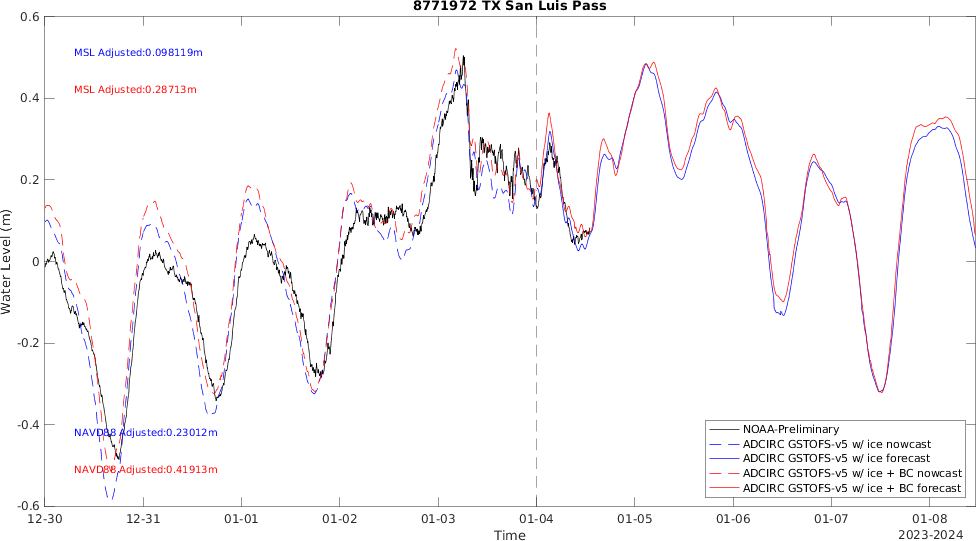 8771972 TX San Luis Pass
0.6
MSL Adjusted:0.098119m
MSL Adjusted:0.28713m
0.4
0.2
Water Level (m)
0
-0.2
-0.4
NAVD88 Adjusted:0.23012m
NAVD88 Adjusted:0.41913m
-0.6
NOAA-Preliminary
ADCIRC GSTOFS-v5 w/ ice nowcast
ADCIRC GSTOFS-v5 w/ ice forecast
ADCIRC GSTOFS-v5 w/ ice + BC nowcast
ADCIRC GSTOFS-v5 w/ ice + BC forecast
12-30 12-31 01-01 01-02 01-03 01-04 01-05 01-06 01-07 01-08
Time
2023-2024